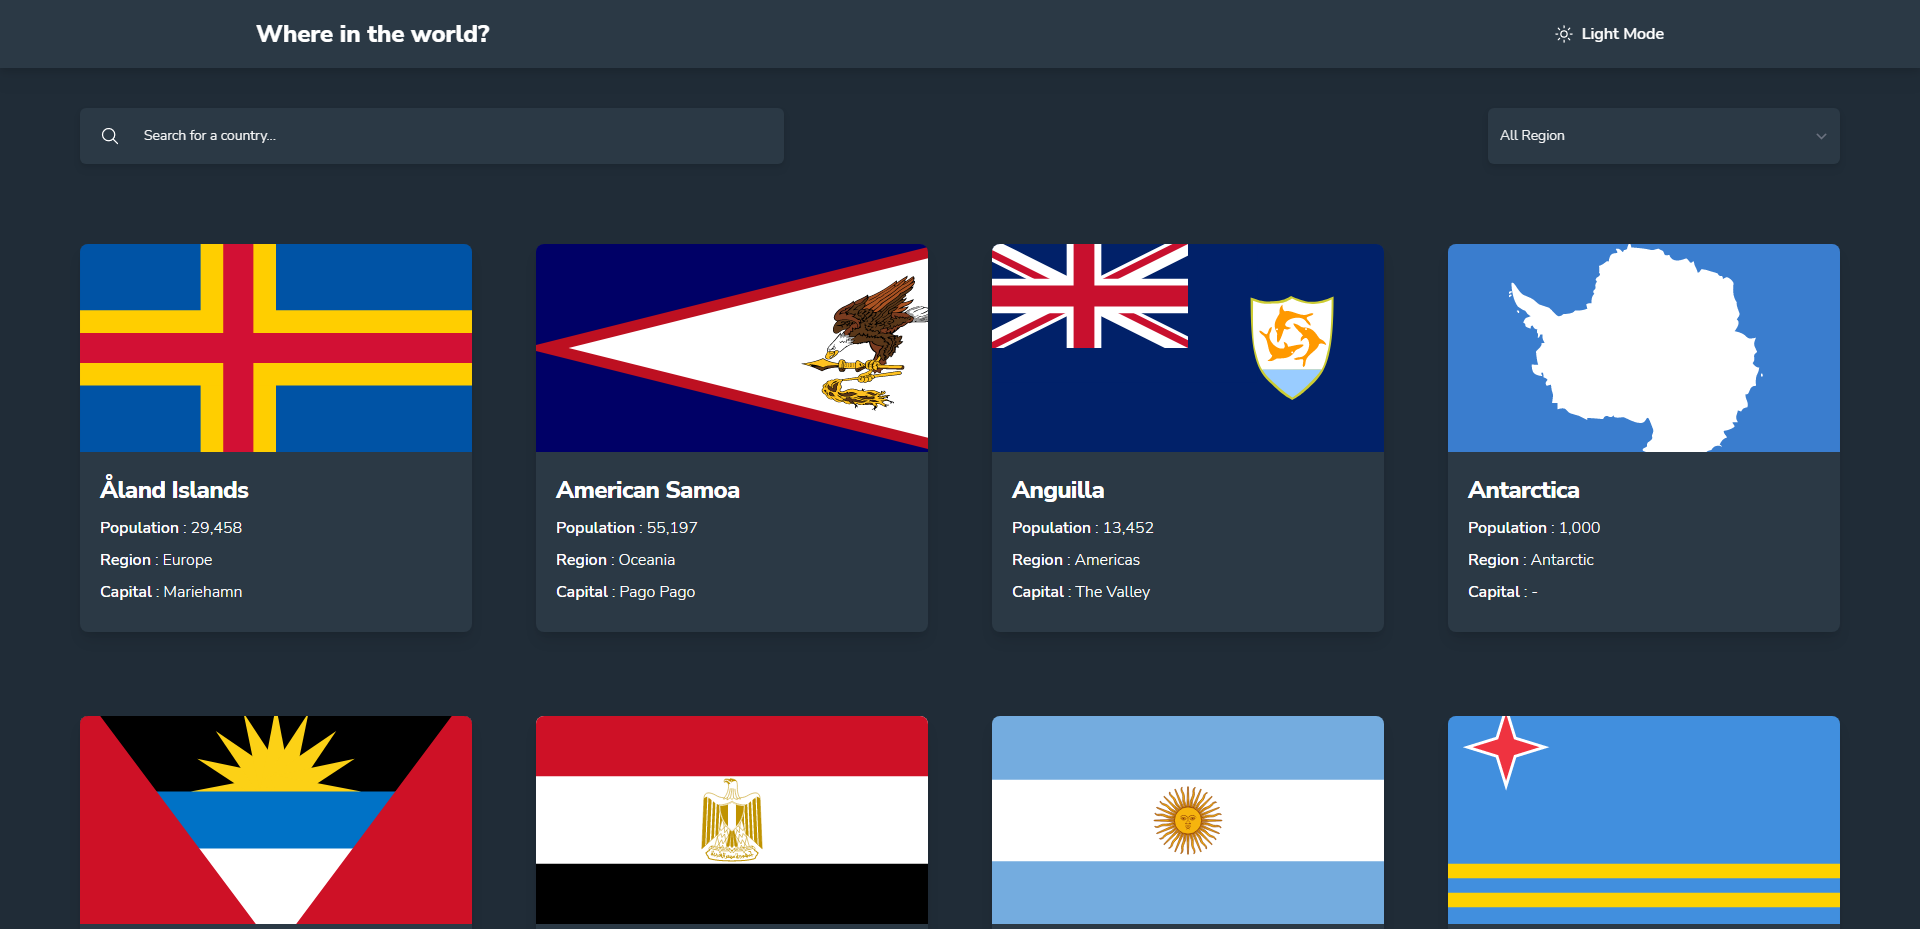 Where in the world?
Light Mode
Search for a country...
All Region
Åland Islands
Population : 29,458
Region : Europe
Capital : Mariehamn
American Samoa
Population : 55,197
Region : Oceania
Capital : Pago Pago
Anguilla
Population : 13,452
Region : Americas
Capital : The Valley
Antarctica
Population : 1,000
Region : Antarctic
Capital : -